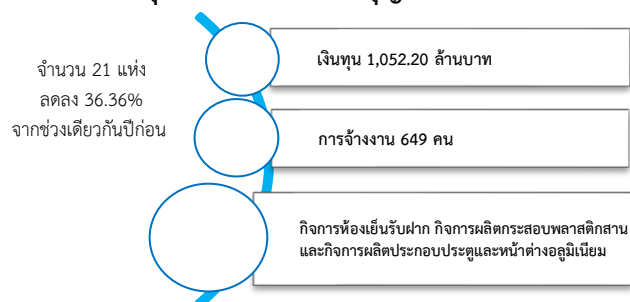 จำนวน 21 แห่ง
ลดลง 36.36%
จากช่วงเดียวกันปีก่อน
เงินทุน 1,052.20 ล้านบาท
การจ้างงาน 649 คน
กิจการห้องเย็นรับฝาก กิจการผลิตกระสอบพลาสติกสาน
และกิจการผลิตประกอบประตูและหน้าต่างอลูมิเนียม